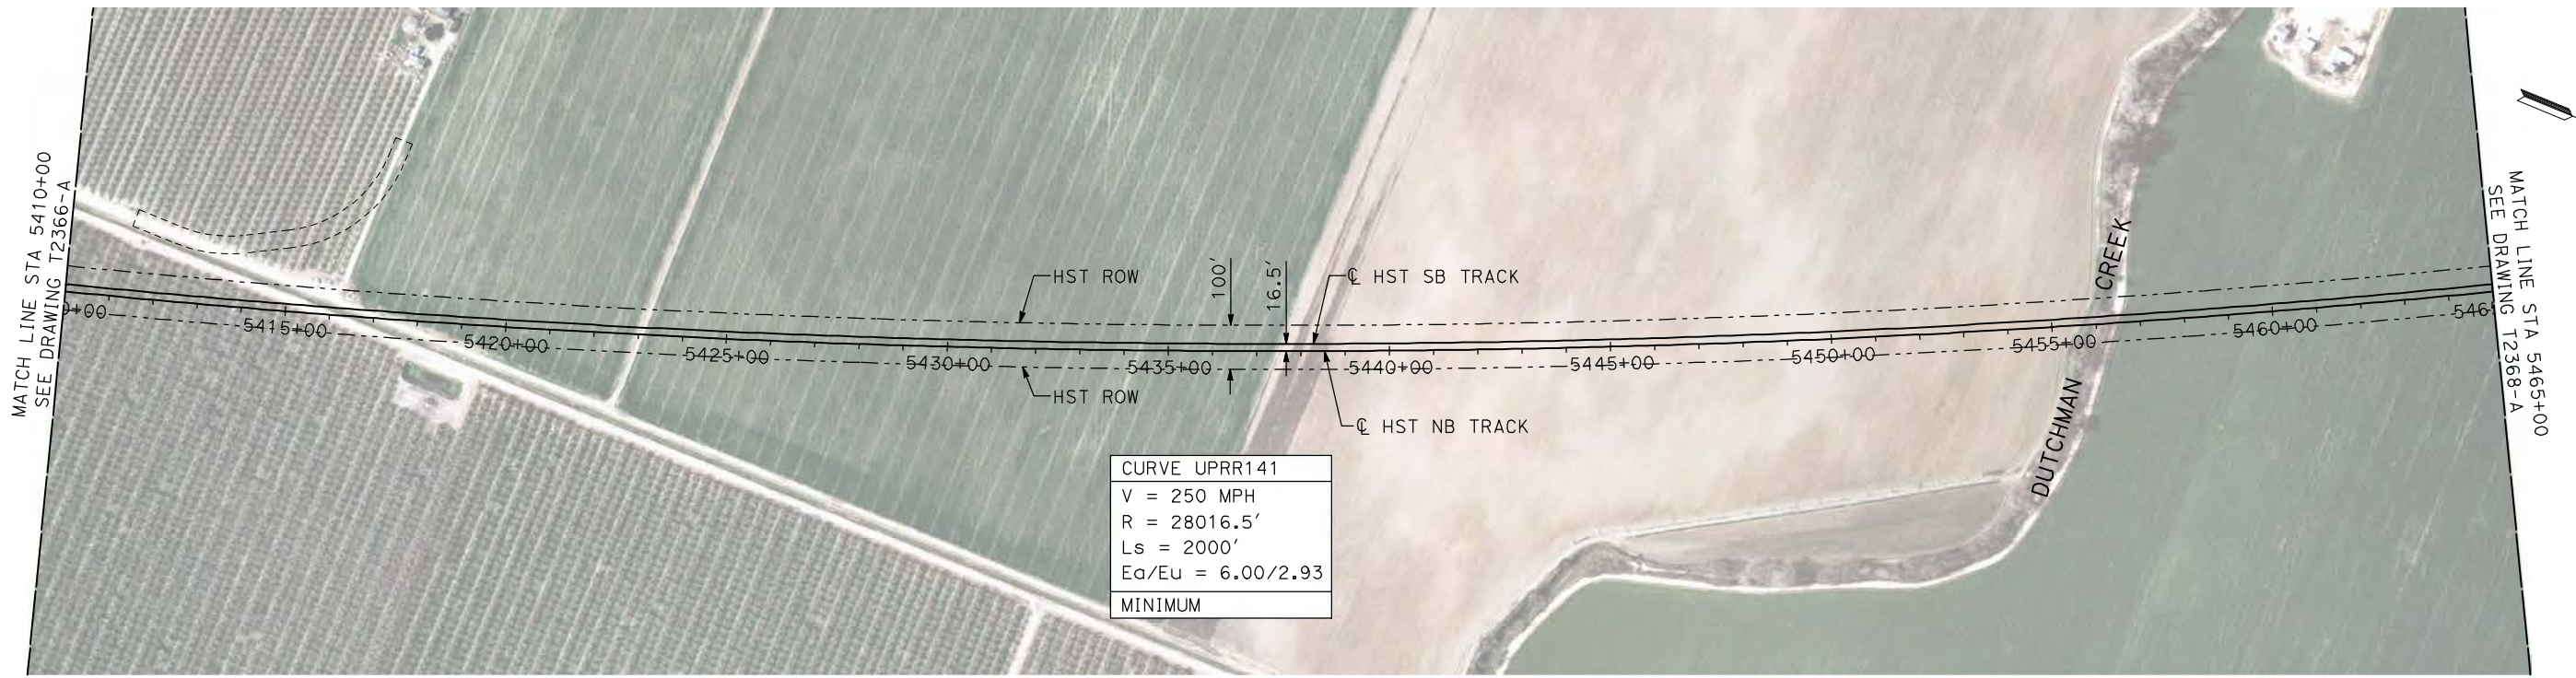 MATCH LINE STA 5410+00
SEE DRAWING T2366-A
0+00
5415+00
5420+00
5425+00
5430+00
5435+00
5440+00
5445+00
5450+00
5455+00
5460+00
546
HST ROW
HST ROW
100'
16.5'
℄ HST SB TRACK
℄ HST NB TRACK
CURVE UPRR141
V = 250 MPH
R = 28016.5'
Ls = 2000'
Ea/Eu = 6.00/2.93
MINIMUM
DUTCHMAN CREEK
MATCH LINE STA 5465+00
SEE DRAWING T2368-A